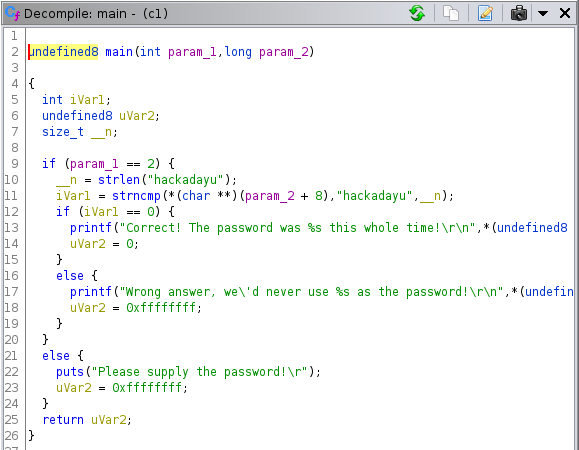 Decompile: main - (c1)
1
2 undefined8 main(int param_1,long param_2)
3
4 {
5 int iVar1;
6 undefined8 uVar2;
7 size_t __n;
8
9 if (param_1 == 2) {
10 __n = strlen("hackadayu");
11 iVar1 = strncmp(*(char **)(param_2 + 8),"hackadayu",__n);
12 if (iVar1 == 0) {
13 printf("Correct! The password was %s this whole time!\r\n",*(undefined8
14 uVar2 = 0;
15 }
16 else {
17 printf("Wrong answer, we\'d never use %s as the password!\r\n",*(undefin
18 uVar2 = 0xffffffff;
19 }
20 }
21 else {
22 puts("Please supply the password!\r");
23 uVar2 = 0xffffffff;
24 }
25 return uVar2;
26 }
27